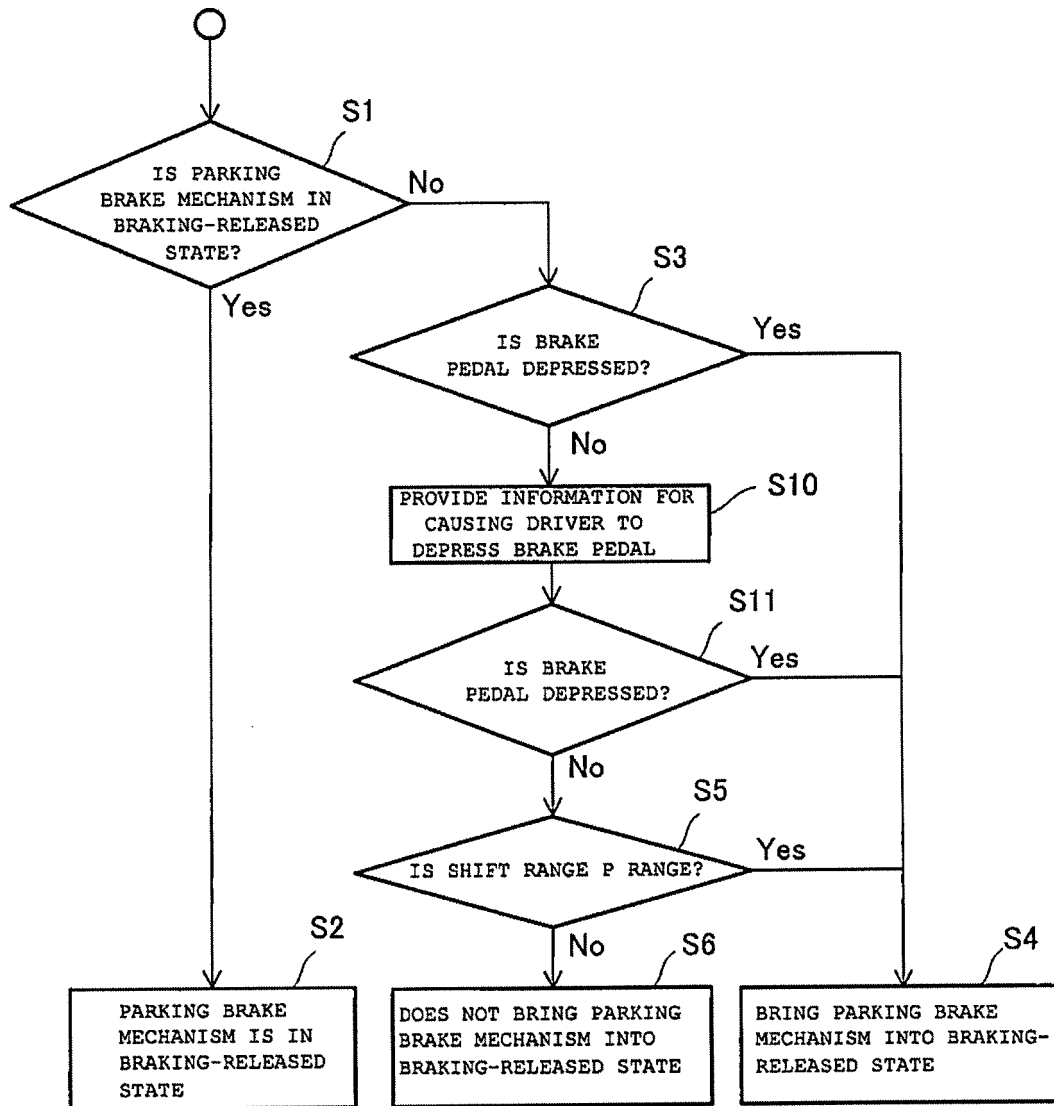 S1
IS PARKING
BRAKE MECHANISM IN
BRAKING-RELEASED
STATE?
No
Yes
S3
IS BRAKE
PEDAL DEPRESSED?
Yes
No
S10
PROVIDE INFORMATION FOR
CAUSING DRIVER TO
DEPRESS BRAKE PEDAL
S11
IS BRAKE
PEDAL DEPRESSED?
Yes
No
S5
IS SHIFT RANGE P RANGE?
Yes
No
S2
PARKING BRAKE
MECHANISM IS IN
BRAKING-RELEASED
STATE
S6
DOES NOT BRING PARKING
BRAKE MECHANISM INTO
BRAKING-RELEASED STATE
S4
BRING PARKING BRAKE
MECHANISM INTO BRAKING-
RELEASED STATE